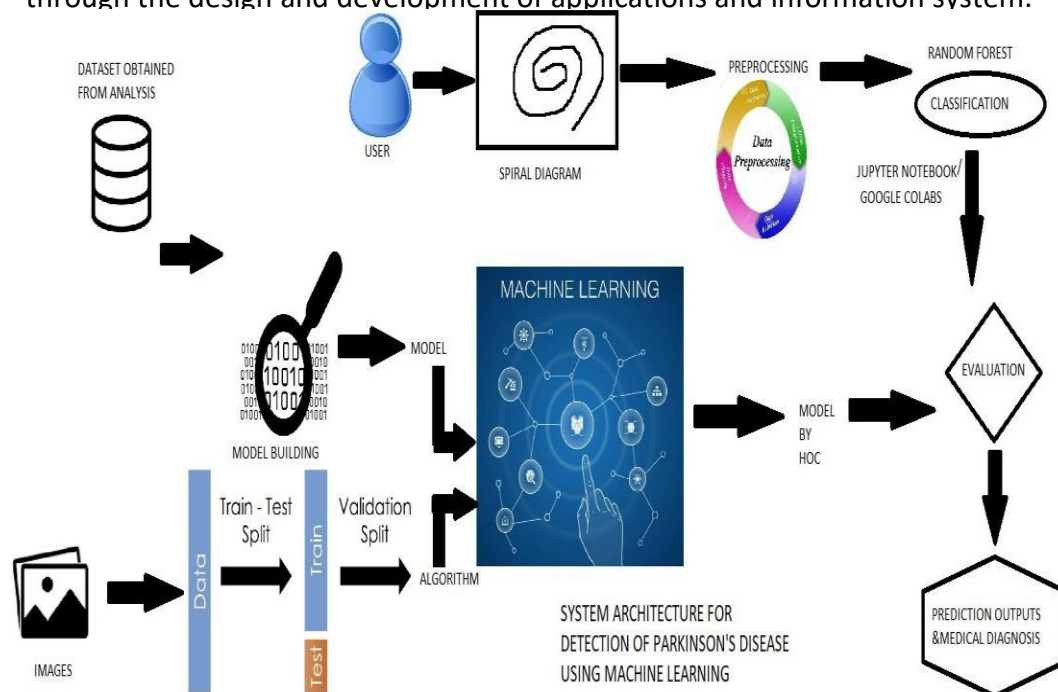 through the design and development of applications and information system.
DATASET OBTAINED
FROM ANALYSIS
USER
SPIRAL DIAGRAM
PREPROCESSING
Data
Preprocessing
RANDOM FOREST
CLASSIFICATION
JUPYTER NOTEBOOK/
GOOGLE COLABS
MACHINE LEARNING
MODEL
MODEL BUILDING
MODEL
BY
HOC
EVALUATION
Data
Train - Test
Split
Train
Test
Validation
Split
ALGORITHM
IMAGES
SYSTEM ARCHITECTURE FOR
DETECTION OF PARKINSON'S DISEASE
USING MACHINE LEARNING
PREDICTION OUTPUTS
&MEDICAL DIAGNOSIS